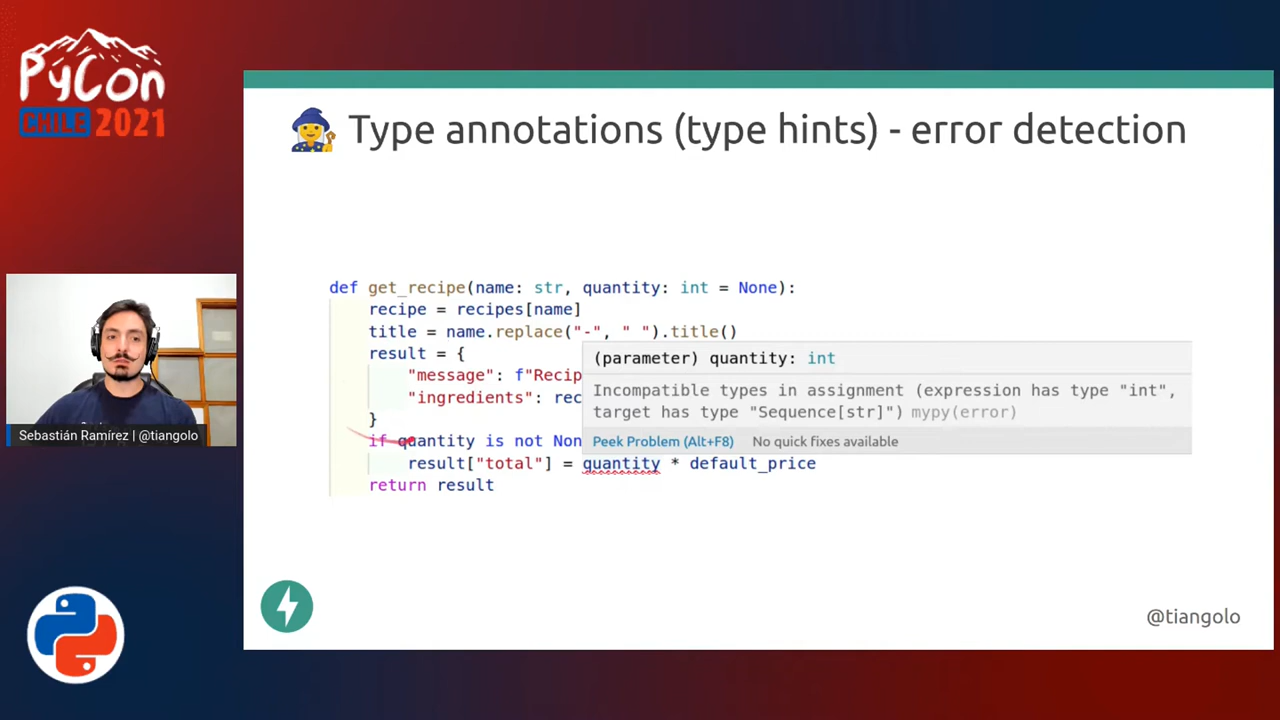 PyCon
CHILE 2021
Type annotations (type hints) - error detection
def get_recipe(name: str, quantity: int = None):
recipe = recipes[name]
title = name.replace("-", " ").title()
result = {
"message": f"Recip
"ingredients": rec
}
if quantity is not Non
result["total"] = quantity * default_price
return result
(parameter) quantity: int
Incompatible types in assignment (expression has type "int",
target has type "Sequence[str]") mypy(error)
Peek Problem (Alt+F8) No quick fixes available
Sebastián Ramírez | @tiangolo
@tiangolo